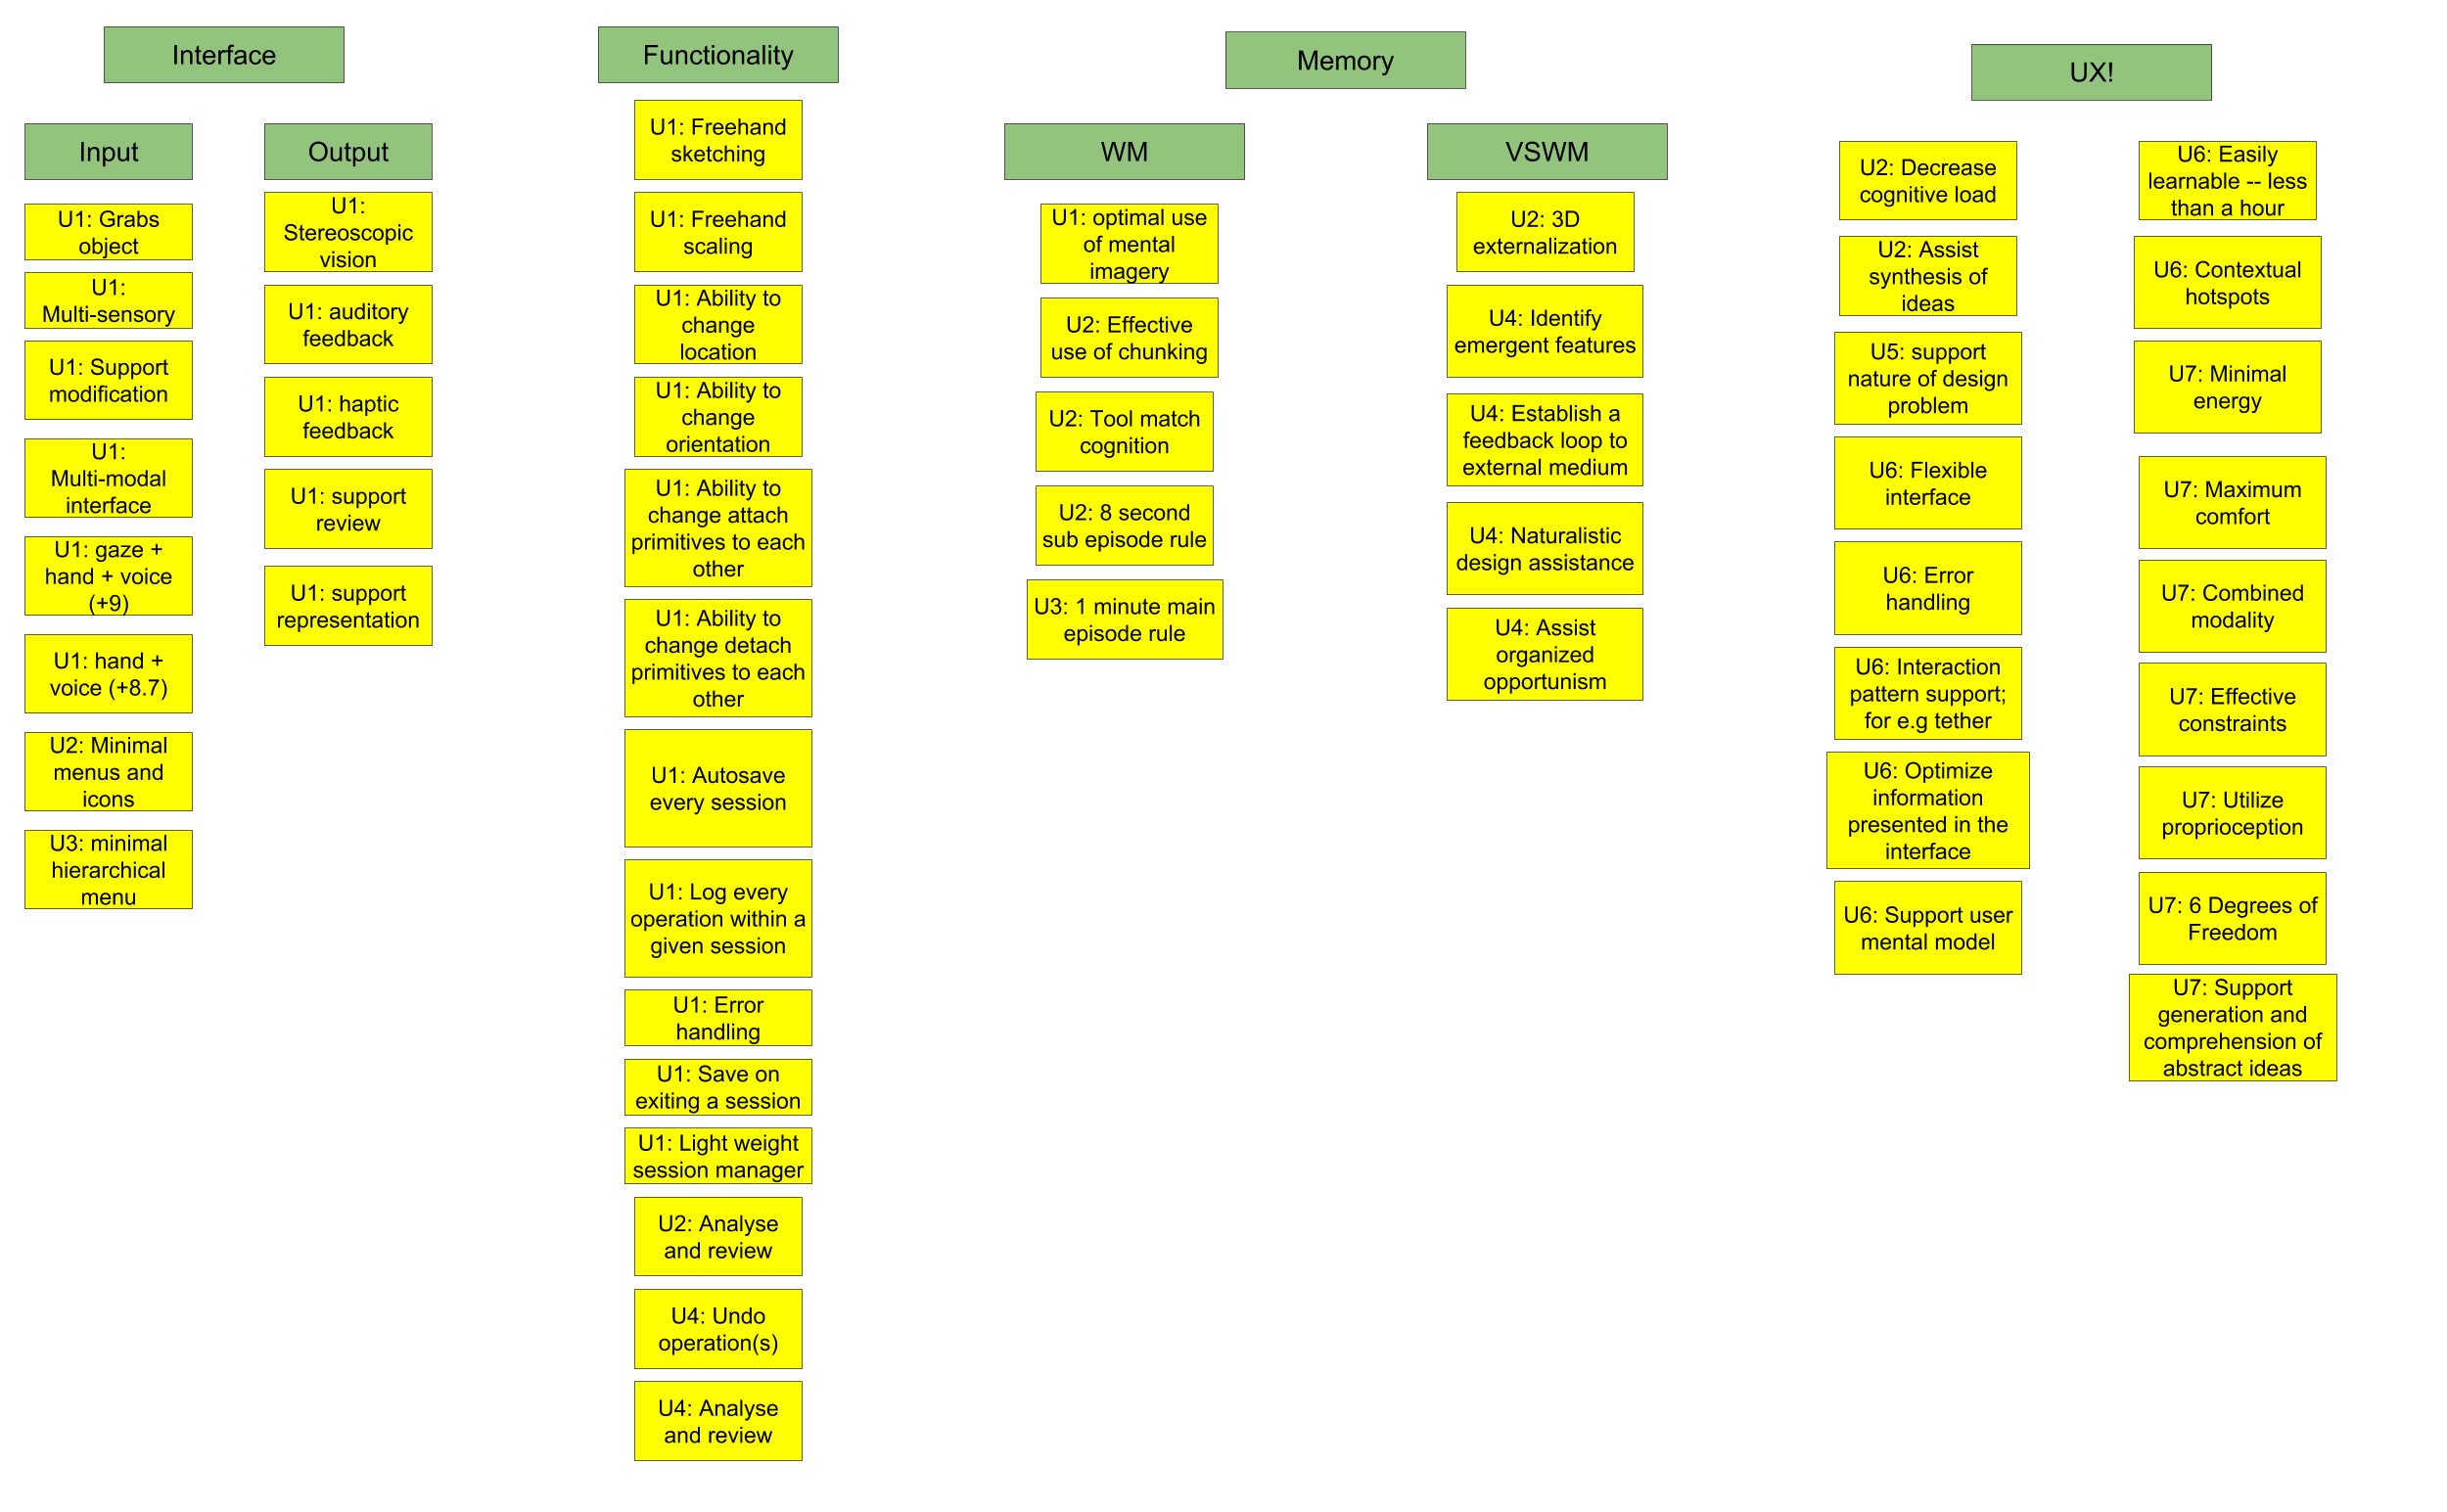 Interface
Input
U1: Grabs
object
U1:
Multi-sensory
U1: Support
modification
U1:
Multi-modal
interface
U1: gaze +
hand + voice
(+9)
U1: hand +
voice (+8.7)
U2: Minimal
menus and
icons
U3: minimal
hierarchical
menu
Output
U1:
Stereoscopic
vision
U1: auditory
feedback
U1: haptic
feedback
U1: support
review
U1: support
representation
Functionality
U1: Freehand
sketching
U1: Freehand
scaling
U1: Ability to
change
location
U1: Ability to
change
orientation
U1: Ability to
change attach
primitives to each
other
U1: Ability to
change detach
primitives to each
other
U1: Autosave
every session
U1: Log every
operation within a
given session
U1: Error
handling
U1: Save on
exiting a session
U1: Light weight
session manager
U2: Analyse
and review
U4: Undo
operation(s)
U4: Analyse
and review
Memory
WM
U1: optimal use
of mental
imagery
U2: Effective
use of chunking
U2: Tool match
cognition
U2: 8 second
sub episode rule
U3: 1 minute main
episode rule
VSWM
U2: 3D
externalization
U4: Identify
emergent features
U4: Establish a
feedback loop to
external medium
U4: Naturalistic
design assistance
U4: Assist
organized
opportunism
UX!
U2: Decrease
cognitive load
U2: Assist
synthesis of
ideas
U5: support
nature of design
problem
U6: Flexible
interface
U6: Error
handling
U6: Interaction
pattern support;
for e.g tether
U6: Optimize
information
presented in the
interface
U6: Support user
mental model
U6: Easily
learnable -- less
than a hour
U6: Contextual
hotspots
U7: Minimal
energy
U7: Maximum
comfort
U7: Combined
modality
U7: Effective
constraints
U7: Utilize
proprioception
U7: 6 Degrees of
Freedom
U7: Support
generation and
comprehension of
abstract ideas